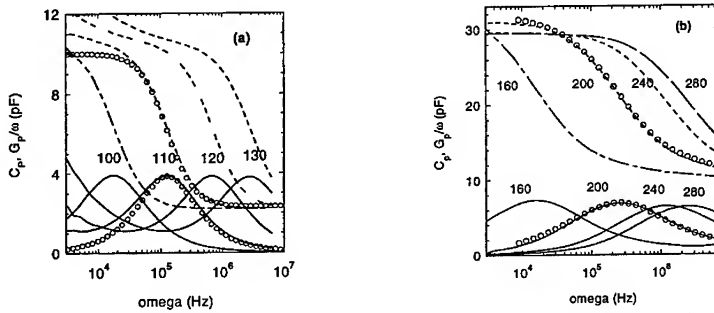 (a)
12
8
4
0
C_P, G_P/ω (pF)
100 110 120 130
10^4 10^5 10^6 10^7
omega (Hz)
(b)
30
20
10
0
C_P, G_P/ω (pF)
160 200 240 280
160 200 240 280
10^4 10^5 10^6
omega (Hz)